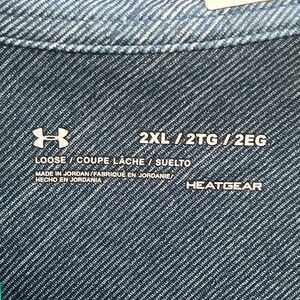 2XL / 2TG / 2EG
LOOSE / COUPE LÂCHE / SUELTO
MADE IN JORDAN / FABRIQUÉ EN JORDANIE/
HECHO EN JORDANIA
HEATGEAR